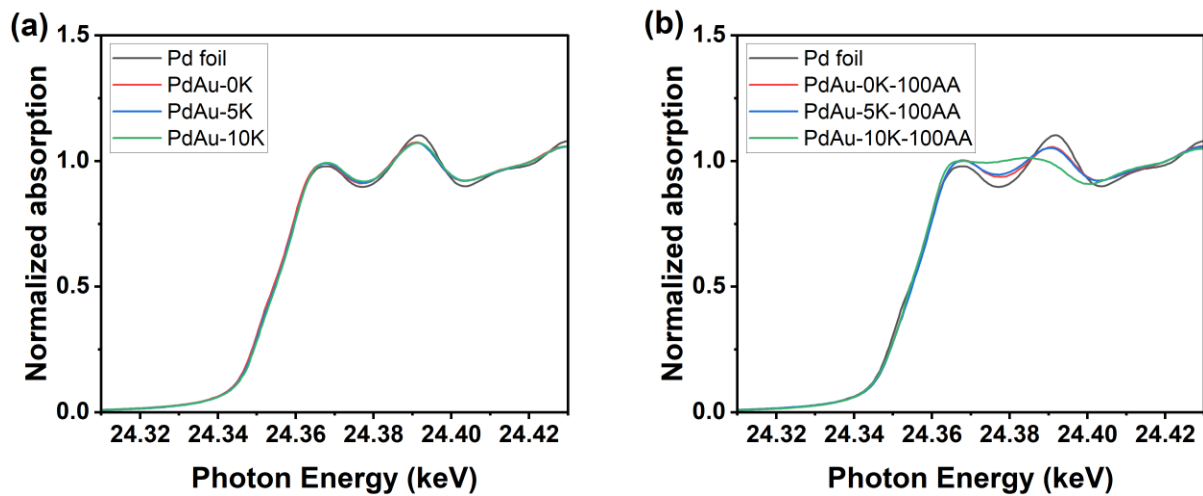 (a)
1.5
1.0
0.5
0.0
Normalized absorption
Pd foil
PdAu-0K
PdAu-5K
PdAu-10K
24.32 24.34 24.36 24.38 24.40 24.42
Photon Energy (keV)
(b)
1.5
1.0
0.5
0.0
Normalized absorption
Pd foil
PdAu-0K-100AA
PdAu-5K-100AA
PdAu-10K-100AA
24.32 24.34 24.36 24.38 24.40 24.42
Photon Energy (keV)